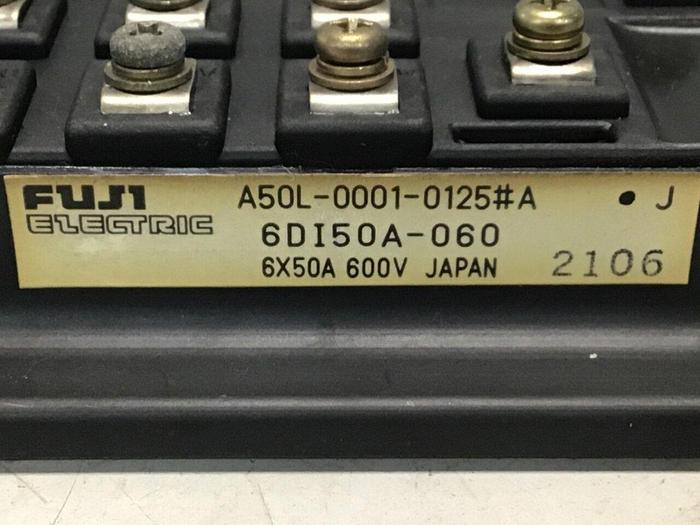 FUJI A50L-0001-0125#A • J
ELECTRIC 6DI50A-060
6X50A 600V JAPAN 2106